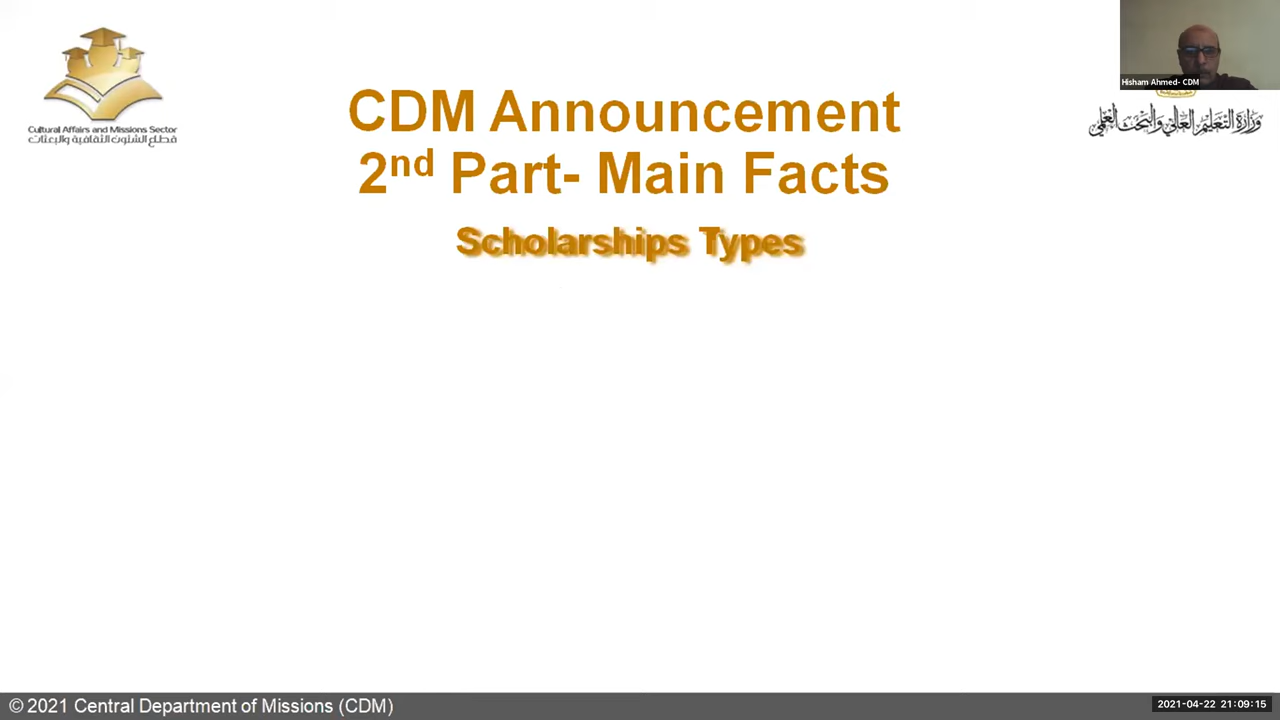 Hisham Ahmed- CDM
Cultural Affairs and Missions Sector
قطاع الشئون الثقافية والبعثات
وزارة التعليم العالي والبحث العلمي
CDM Announcement
2nd Part- Main Facts
Scholarships Types
© 2021 Central Department of Missions (CDM)
2021-04-22 21:09:15